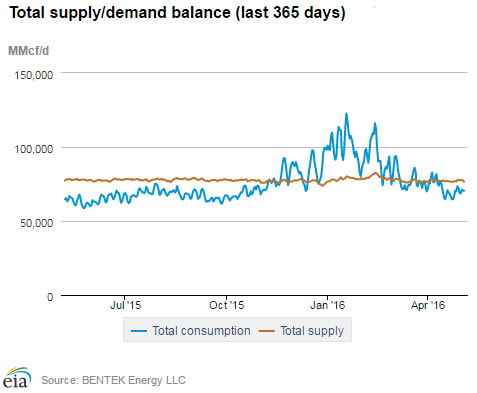 Total supply/demand balance (last 365 days)
MMcf/d
150,000
100,000
50,000
0
Jul '15 Oct '15 Jan '16 Apr '16
Total consumption Total supply
eia Source: BENTEK Energy LLC